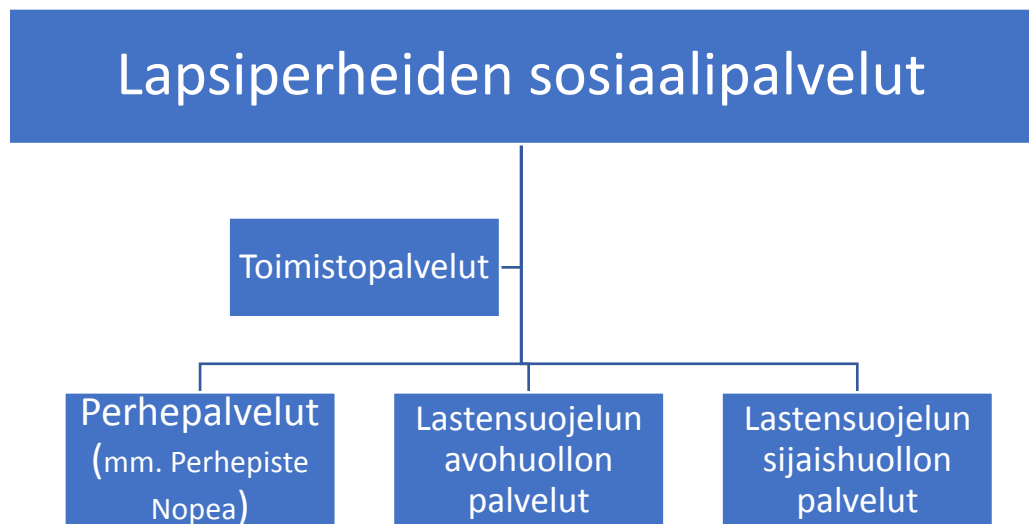 Lapsiperheiden sosiaalipalvelut
Toimistopalvelut
Perhepalvelut
(mm. Perhepiste
Nopea)
Lastensuojelun
avohuollon
palvelut
Lastensuojelun
sijaishuollon
palvelut